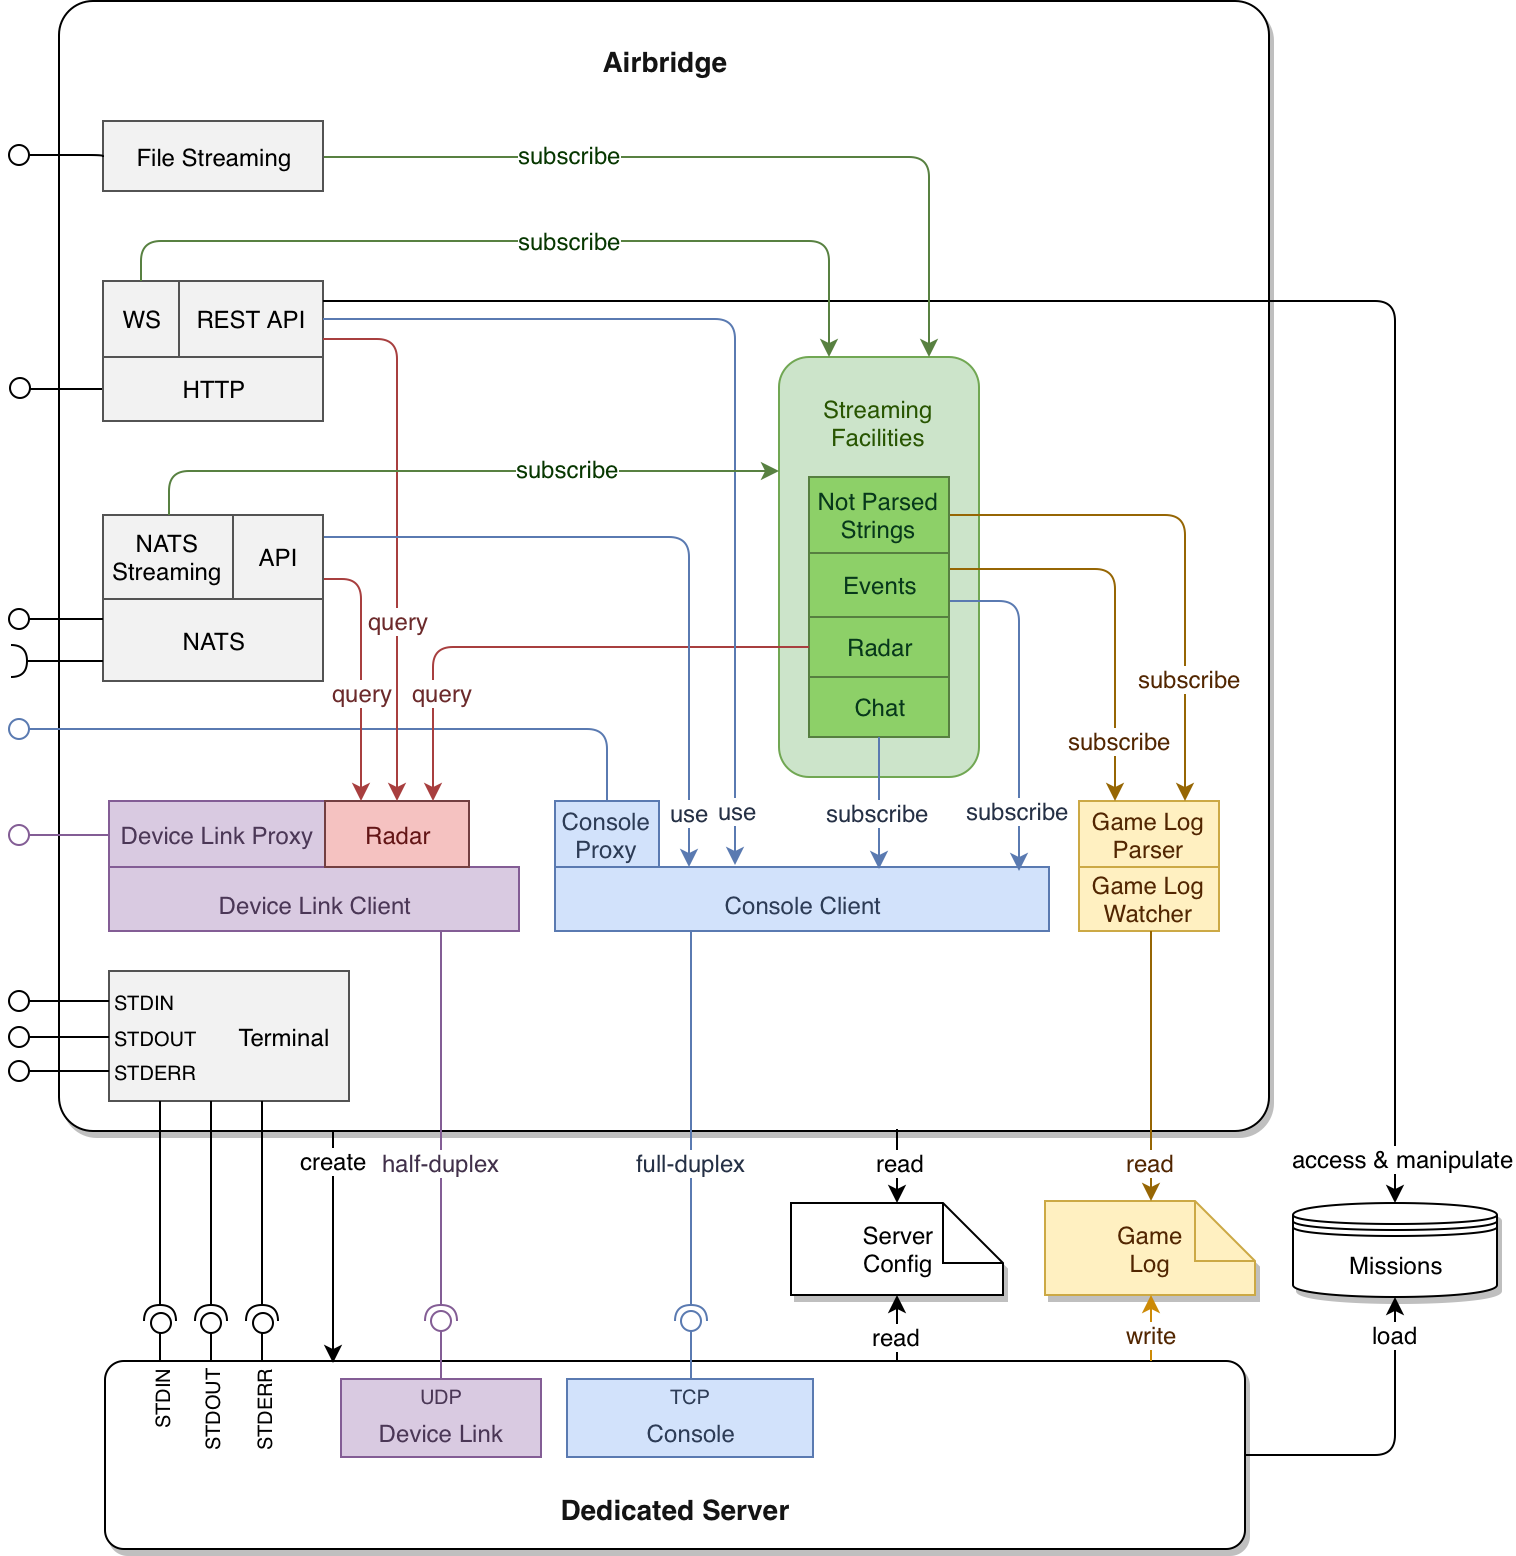 Airbridge
File Streaming
subscribe
subscribe
WS
REST API
HTTP
Streaming
Facilities
subscribe
Not Parsed
Strings
NATS
Streaming
API
Events
query
NATS
Radar
subscribe
query
query
Chat
subscribe
Device Link Proxy
Radar
Console
Proxy
use
use
subscribe
subscribe
Game Log
Parser
Device Link Client
Console Client
Game Log
Watcher
STDIN
STDOUT
Terminal
STDERR
create
half-duplex
full-duplex
read
read
access & manipulate
Server
Config
Game
Log
Missions
read
write
load
STDIN
STDOUT
STDERR
UDP
Device Link
TCP
Console
Dedicated Server